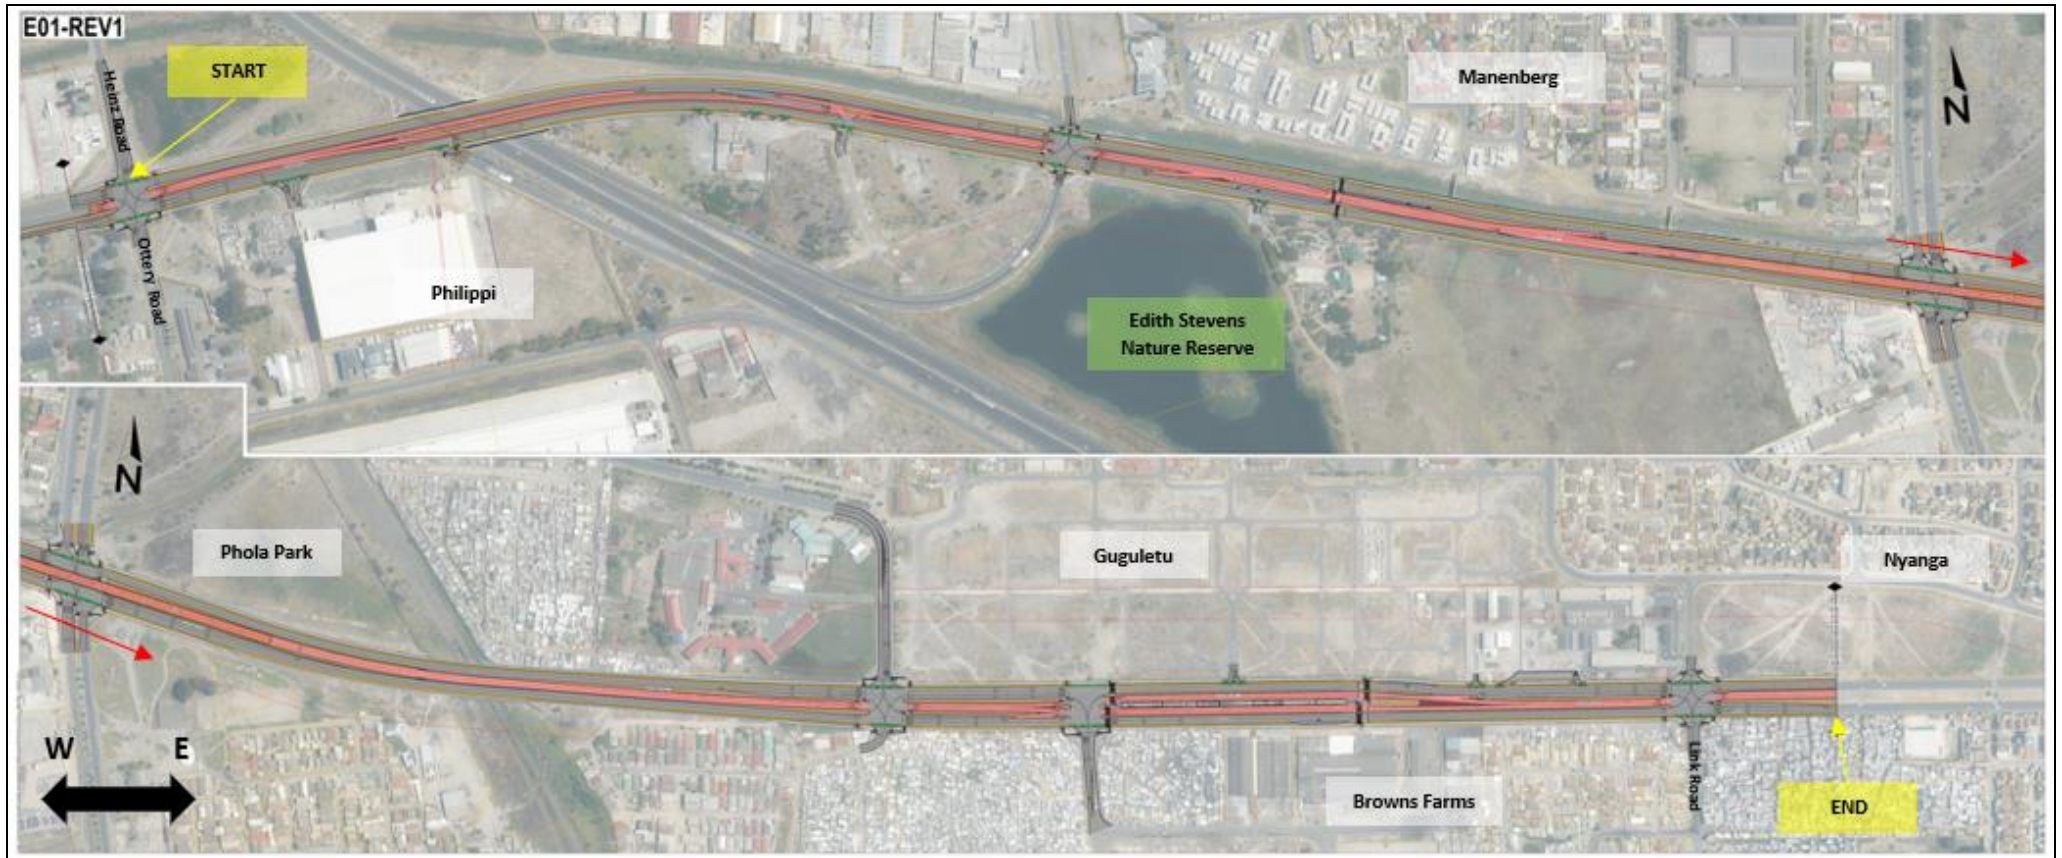 E01-REV1
START
Heinz Road
Manenberg
N
Ottery Road
Philippi
Edith Stevens
Nature Reserve
N
Phola Park
Guguletu
Nyanga
W E
Link Road
Browns Farms
END